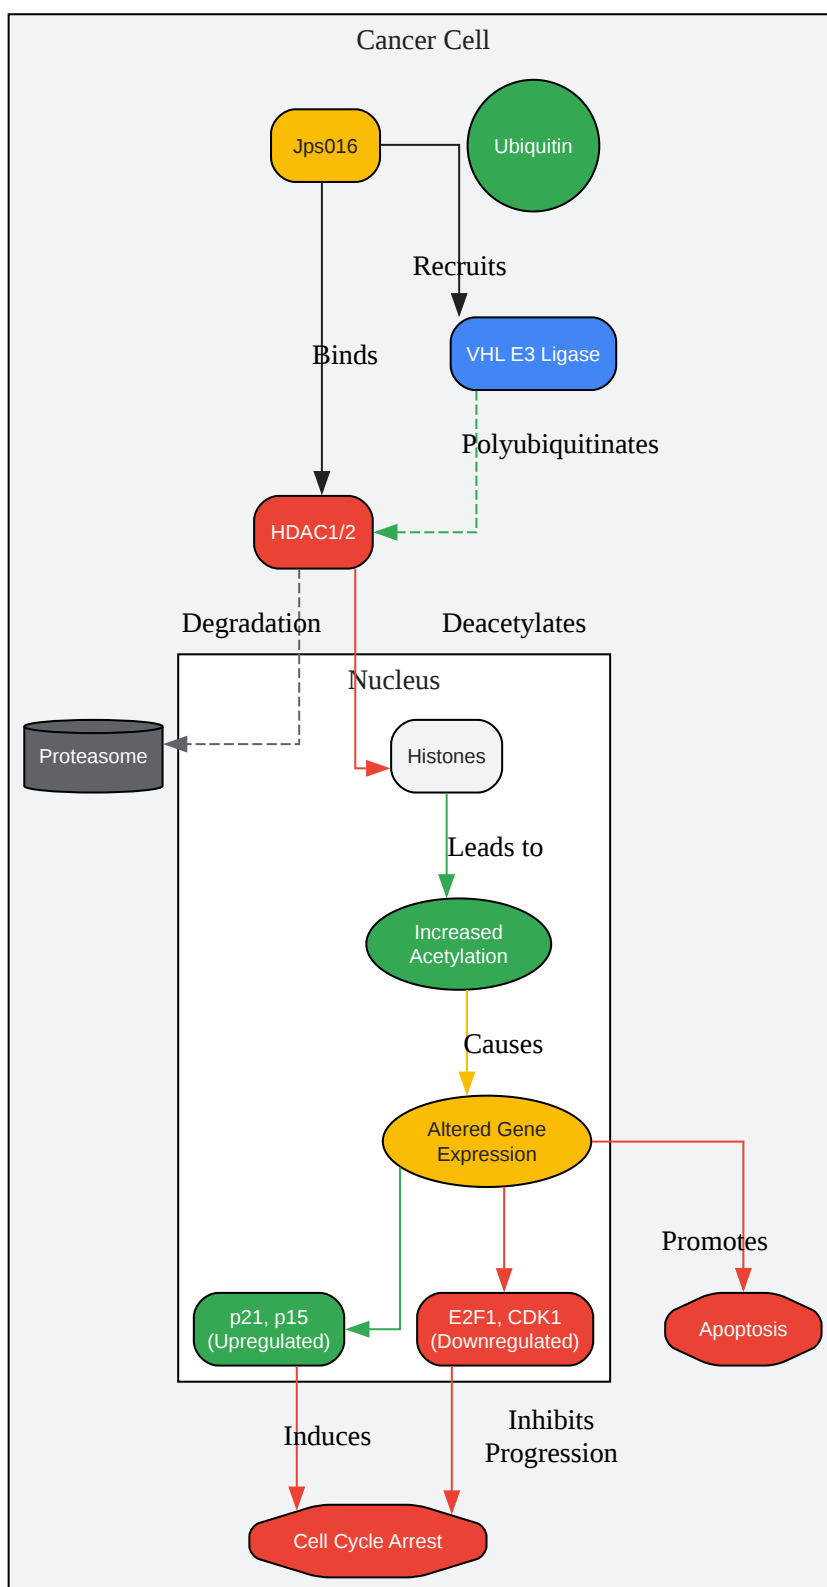 Cancer Cell
Jps016
Ubiquitin
Recruits
Binds
VHL E3 Ligase
Polyubiquitinates
HDAC1/2
Degradation
Deacetylates
Nucleus
Proteasome
Histones
Leads to
Increased
Acetylation
Causes
Altered Gene
Expression
Promotes
p21, p15
(Upregulated)
E2F1, CDK1
(Downregulated)
Apoptosis
Induces
Inhibits
Progression
Cell Cycle Arrest